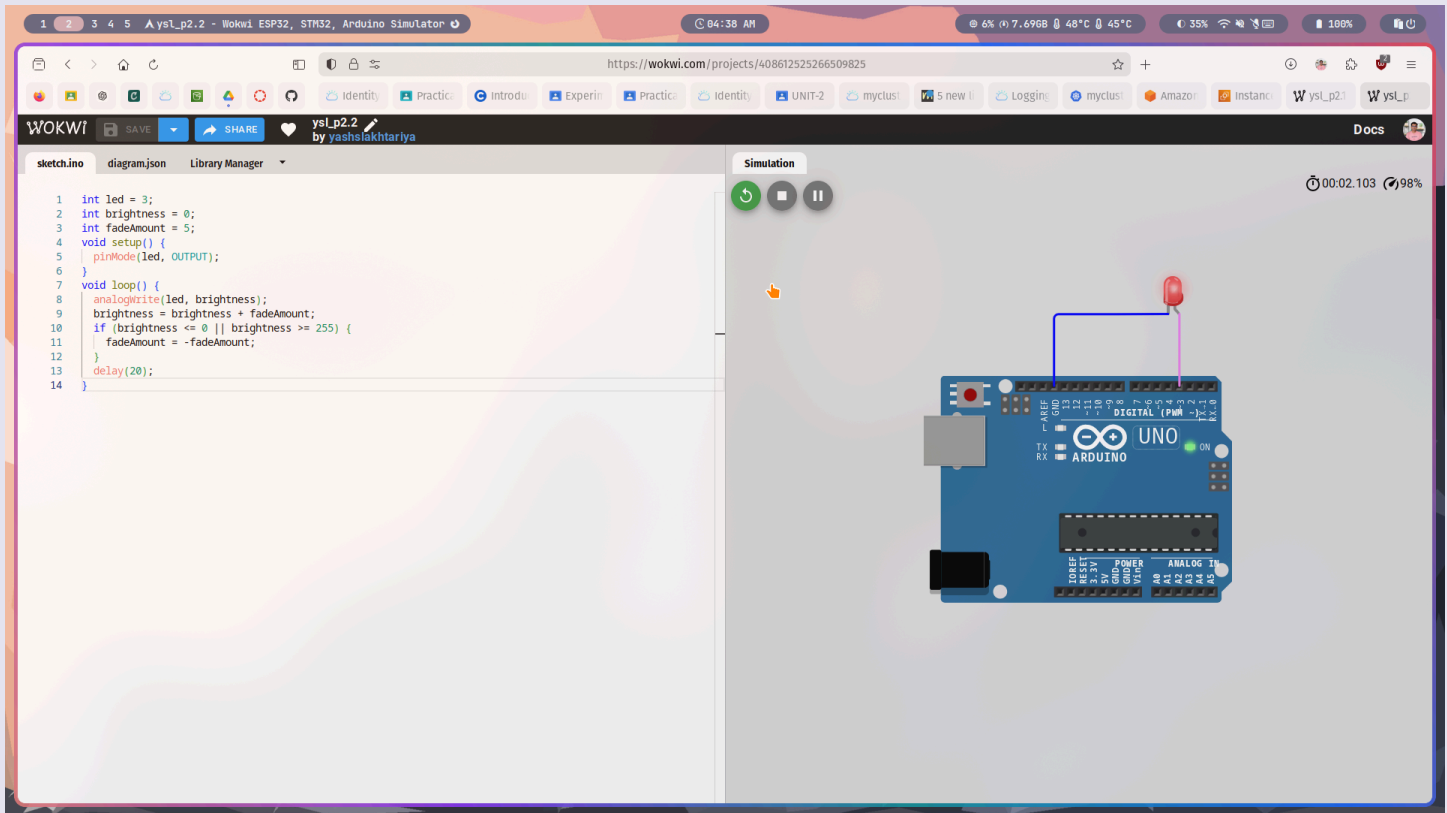 1 2 3 4 5 ysl_p2.2 - Wokwi ESP32, STM32, Arduino Simulator
04:38 AM
6% 7.69GB 48°C 45°C
35%
100%
https://wokwi.com/projects/408612525266509825
Identity
Practica
Introdu
Experin
Practica
Identity
UNIT-2
myclust
5 new li
Logging
myclust
Amazon
Instanc
ysl_p2.1
ysl_p
WOKWI
SAVE
SHARE
ysl_p2.2
by yashslakhtariya
Docs
sketch.ino
diagram.json
Library Manager
1 int led = 3;
2 int brightness = 0;
3 int fadeAmount = 5;
4 void setup() {
5 pinMode(led, OUTPUT);
6 }
7 void loop() {
8 analogWrite(led, brightness);
9 brightness = brightness + fadeAmount;
10 if (brightness <= 0 || brightness >= 255) {
11 fadeAmount = -fadeAmount;
12 }
13 delay(20);
14 }
Simulation
00:02.103 98%
AREF
GND
13
12
~11
~10
~9
8
7
~6
~5
4
~3
2
TX→1
RX←0
DIGITAL (PWM ~)
L
TX
RX
UNO
ARDUINO
ON
IOREF
RESET
3.3V
5V
GND
GND
Vin
POWER
ANALOG IN
A0
A1
A2
A3
A4
A5